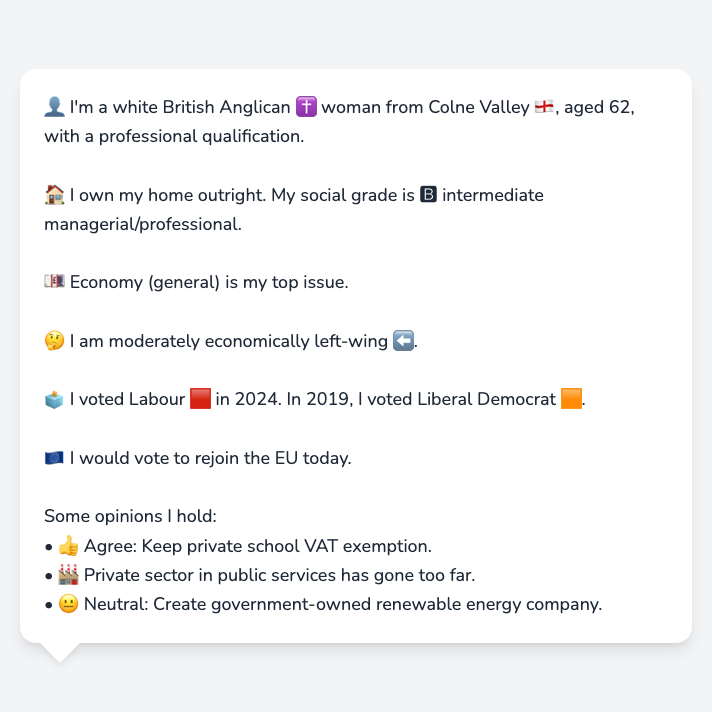 👤 I'm a white British Anglican ✝️ woman from Colne Valley 🏴󠁧󠁢󠁥󠁮󠁧󠁿, aged 62,
with a professional qualification.
🏠 I own my home outright. My social grade is 🅱 intermediate
managerial/professional.
💷 Economy (general) is my top issue.
🤔 I am moderately economically left-wing ⬅️.
🗳️ I voted Labour 🟥 in 2024. In 2019, I voted Liberal Democrat 🟧.
🇪🇺 I would vote to rejoin the EU today.
Some opinions I hold:
• 👍 Agree: Keep private school VAT exemption.
• 🏭 Private sector in public services has gone too far.
• 😐 Neutral: Create government-owned renewable energy company.